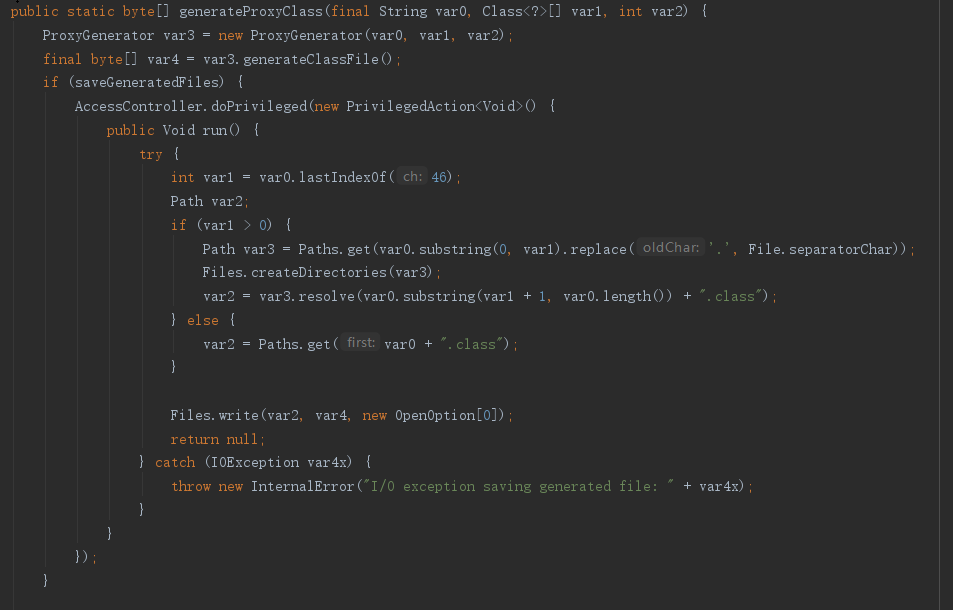 public static byte[] generateProxyClass(final String var0, Class<?>[] var1, int var2) {
    ProxyGenerator var3 = new ProxyGenerator(var0, var1, var2);
    final byte[] var4 = var3.generateClassFile();
    if (saveGeneratedFiles) {
        AccessController.doPrivileged(new PrivilegedAction<Void>() {
            public Void run() {
                try {
                    int var1 = var0.lastIndexOf( ch: 46);
                    Path var2;
                    if (var1 > 0) {
                        Path var3 = Paths.get(var0.substring(0, var1).replace( oldChar: '.', File.separatorChar));
                        Files.createDirectories(var3);
                        var2 = var3.resolve(var0.substring(var1 + 1, var0.length()) + ".class");
                    } else {
                        var2 = Paths.get( first: var0 + ".class");
                    }

                    Files.write(var2, var4, new OpenOption[0]);
                    return null;
                } catch (IOException var4x) {
                    throw new InternalError("I/O exception saving generated file: " + var4x);
                }
            }
        });
    }